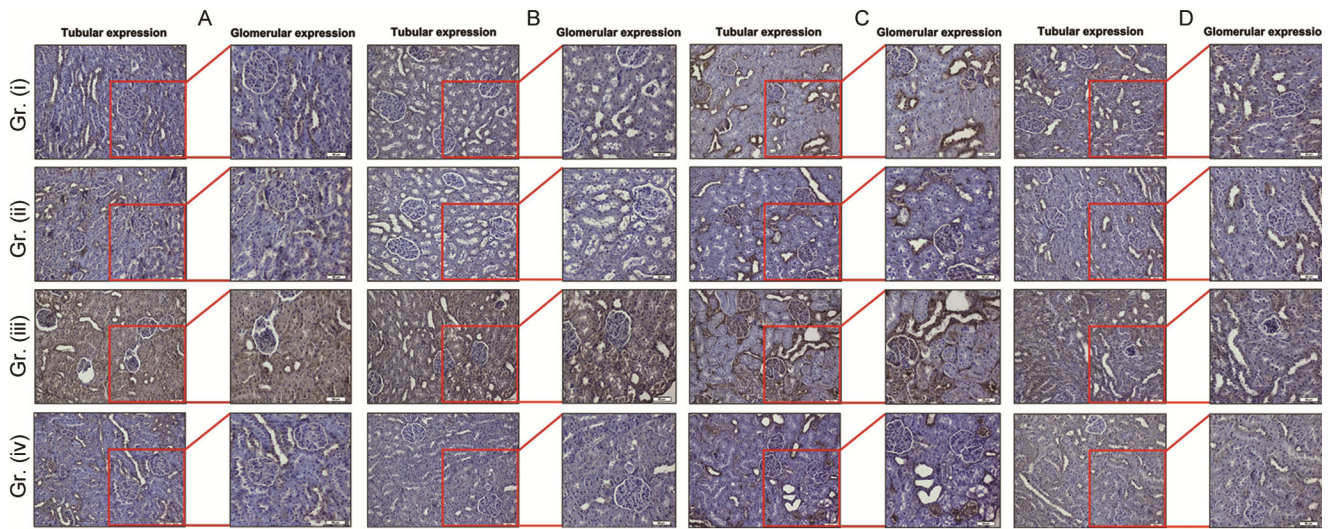 A B C D
Tubular expression Glomerular expression Tubular expression Glomerular expression Tubular expression Glomerular expression Tubular expression Glomerular expression
Gr. (i)
Gr. (ii)
Gr. (iii)
Gr. (iv)